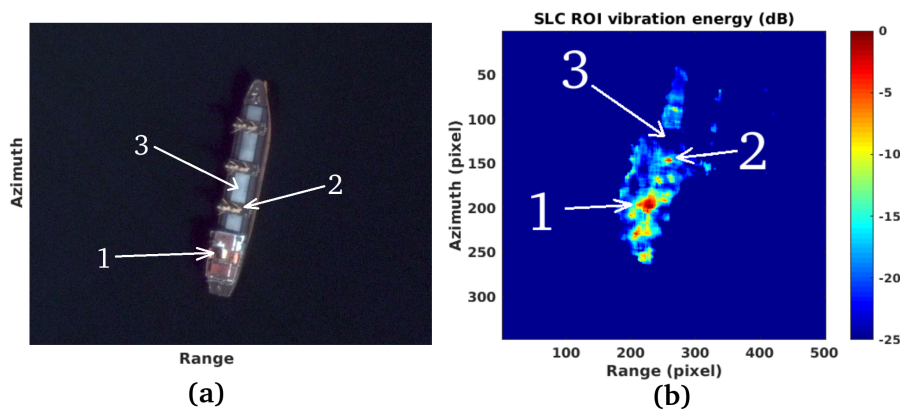 Azimuth
3
2
1
Range
(a)
SLC ROI vibration energy (dB)
Azimuth (pixel)
50
100
150
200
250
300
3
2
1
100 200 300 400 500
Range (pixel)
(b)
0
-5
-10
-15
-20
-25